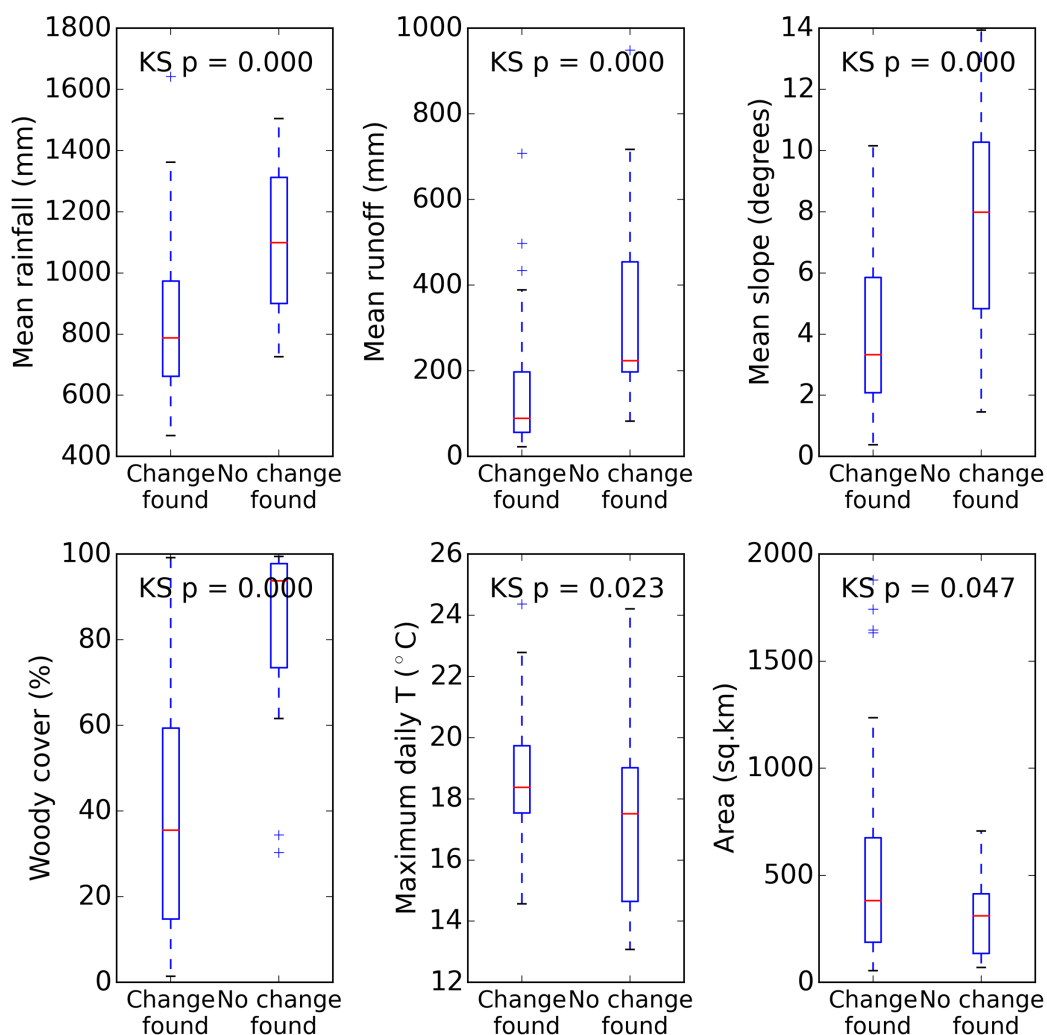 Mean rainfall (mm)
1800
1600
1400
1200
1000
800
600
400
KS p = 0.000
Change
found
No change
found
Mean runoff (mm)
1000
800
600
400
200
0
KS p = 0.000
Change
found
No change
found
Mean slope (degrees)
14
12
10
8
6
4
2
0
KS p = 0.000
Change
found
No change
found
Woody cover (%)
100
80
60
40
20
0
KS p = 0.000
Change
found
No change
found
Maximum daily T (°C)
26
24
22
20
18
16
14
12
KS p = 0.023
Change
found
No change
found
Area (sq.km)
2000
1500
1000
500
0
KS p = 0.047
Change
found
No change
found